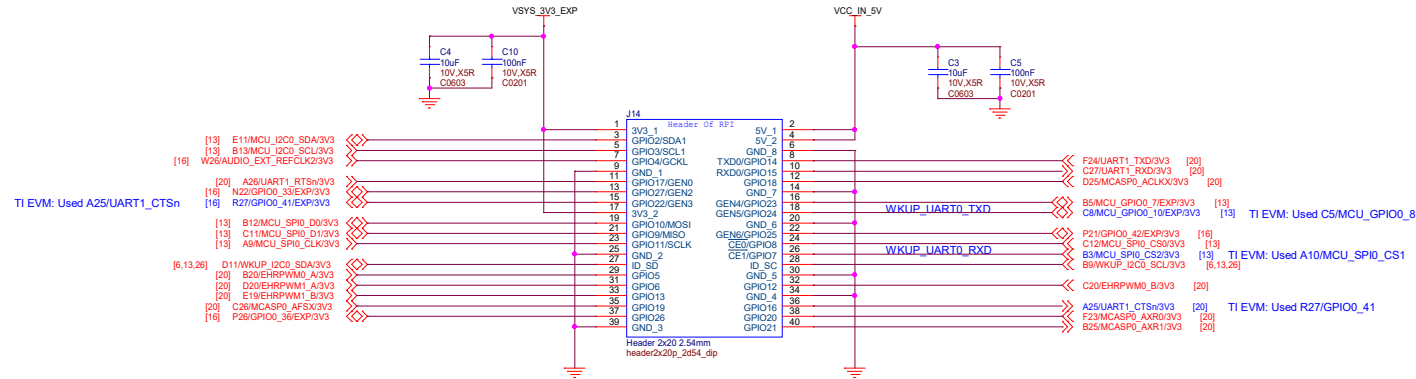 VSYS_3V3_EXP
VCC_IN_5V
C4
10uF
10V,X5R
C0603
C10
100nF
10V,X5R
C0201
C3
10uF
10V,X5R
C0603
C5
100nF
10V,X5R
C0201
J14
Header Of RPI
1 3V3_1 5V_1 2
[13] E11/MCU_I2C0_SDA/3V3 3 GPIO2/SDA1 5V_2 4
[13] B13/MCU_I2C0_SCL/3V3 5 GPIO3/SCL1 GND_8 6
[16] W26/AUDIO_EXT_REFCLK2/3V3 7 GPIO4/GCKL TXD0/GPIO14 8 F24/UART1_TXD/3V3 [20]
9 GND_1 RXD0/GPIO15 10 C27/UART1_RXD/3V3 [20]
[20] A26/UART1_RTSn/3V3 11 GPIO17/GEN0 GPIO18 12 D25/MCASP0_ACLKX/3V3 [20]
[16] N22/GPIO0_33/EXP/3V3 13 GPIO27/GEN2 GND_7 14
TI EVM: Used A25/UART1_CTSn [16] R27/GPIO0_41/EXP/3V3 15 GPIO22/GEN3 GEN4/GPIO23 16 B5/MCU_GPIO0_7/EXP/3V3 [13]
17 3V3_2 GEN5/GPIO24 18 WKUP_UART0_TXD C8/MCU_GPIO0_10/EXP/3V3 [13] TI EVM: Used C5/MCU_GPIO0_8
[13] B12/MCU_SPI0_D0/3V3 19 GPIO10/MOSI GND_6 20
[13] C11/MCU_SPI0_D1/3V3 21 GPIO9/MISO GEN6/GPIO25 22 P21/GPIO0_42/EXP/3V3 [16]
[13] A9/MCU_SPI0_CLK/3V3 23 GPIO11/SCLK CE0/GPIO8 24 C12/MCU_SPI0_CS0/3V3 [13]
25 GND_2 CE1/GPIO7 26 WKUP_UART0_RXD B3/MCU_SPI0_CS2/3V3 [13] TI EVM: Used A10/MCU_SPI0_CS1
[6,13,26] D11/WKUP_I2C0_SDA/3V3 27 ID_SD ID_SC 28 B9/WKUP_I2C0_SCL/3V3 [6,13,26]
[20] B20/EHRPWM0_A/3V3 29 GPIO5 GND_5 30
[20] D20/EHRPWM1_A/3V3 31 GPIO6 GPIO12 32 C20/EHRPWM0_B/3V3 [20]
[20] E19/EHRPWM1_B/3V3 33 GPIO13 GND_4 34
[20] C26/MCASP0_AFSX/3V3 35 GPIO19 GPIO16 36 A25/UART1_CTSn/3V3 [20] TI EVM: Used R27/GPIO0_41
[16] P26/GPIO0_36/EXP/3V3 37 GPIO26 GPIO20 38 F23/MCASP0_AXR0/3V3 [20]
39 GND_3 GPIO21 40 B25/MCASP0_AXR1/3V3 [20]
Header 2x20 2.54mm
header2x20p_2d54_dip